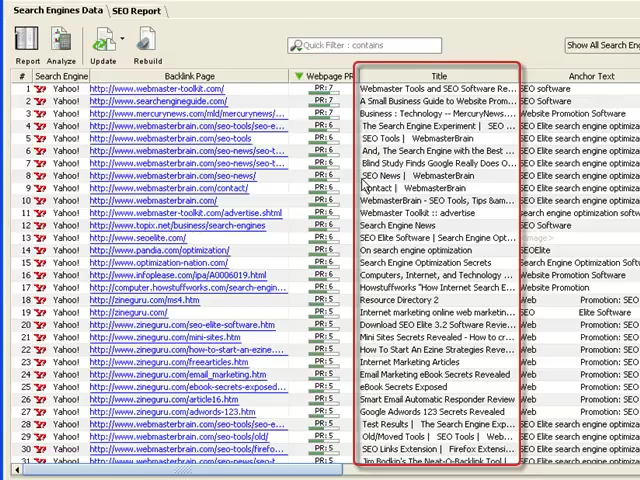 Search Engines Data SEO Report
Report Analyze Update Rebuild Quick Filter : contains Show All Search Eng
# Search Engine Backlink Page Webpage PR Title Anchor Text
1 Yahoo! http://www.webmaster-toolkit.com/ PR: 7 Webmaster Tools and SEO Software Re... SEO software
2 Yahoo! http://www.searchengineguide.com/ PR: 7 A Small Business Guide to Website Prom... SEO software
3 Yahoo! http://www.mercurynews.com/mld/mercurynews/... PR: 7 Business : Technology -- MercuryNews.... Website Promotion Software
4 Yahoo! http://www.webmasterbrain.com/seo-tools/seo-e... PR: 6 The Search Engine Experiment | SEO ... SEO Elite search engine optimiza
5 Yahoo! http://www.webmasterbrain.com/seo-tools PR: 6 SEO Tools | WebmasterBrain SEO Elite search engine optimiza
6 Yahoo! http://www.webmasterbrain.com/seo-tools/seo-e... PR: 6 And, The Search Engine with the Best ... SEO Elite search engine optimiza
7 Yahoo! http://www.webmasterbrain.com/seo-news/seo-t... PR: 6 Blind Study Finds Google Really Does O... SEO Elite search engine optimiza
8 Yahoo! http://www.webmasterbrain.com/seo-news/ PR: 6 SEO News | WebmasterBrain SEO Elite search engine optimiza
9 Yahoo! http://www.webmasterbrain.com/contact/ PR: 6 ontact | WebmasterBrain SEO Elite search engine optimiza
10 Yahoo! http://www.webmasterbrain.com/ PR: 6 WebmasterBrain - SEO Tools, Tips &am... SEO Elite search engine optimiza
11 Yahoo! http://www.webmaster-toolkit.com/advertise.shtml PR: 6 Webmaster Toolkit :: advertise search engine optimization softw
12 Yahoo! http://www.topix.net/business/search-engines PR: 6 Search Engine News SEO software
13 Yahoo! http://seoelite.com/ PR: 6 SEO Elite Software | Search Engine Opt...
14 Yahoo! http://www.pandia.com/optimization/ PR: 6 On search engine optimization SEOElite
15 Yahoo! http://www.optimization-nation.com/ PR: 6 Search Engine Optimization Secrets Search Engine Optimization Softw
16 Yahoo! http://www.infoplease.com/ipa/A0006019.html PR: 6 Computers, Internet, and Technology ... Website Promotion Software
17 Yahoo! http://computer.howstuffworks.com/search-engin... PR: 6 Howstuffworks "How Internet Search E... Website Promotion
18 Yahoo! http://zineguru.com/ms4.htm PR: 5 Resource Directory 2 Web Promotion: SEO
19 Yahoo! http://zineguru.com/ PR: 5 Internet marketing online web marketin... SEO Elite Software
20 Yahoo! http://www.zineguru.com/seo-elite-software.htm PR: 5 Download SEO Elite 3.2 Software Revie... Web Promotion: SEO
21 Yahoo! http://www.zineguru.com/mini-sites.htm PR: 5 Mini Sites Secrets Revealed - How to cr... Web Promotion: SEO
22 Yahoo! http://www.zineguru.com/how-to-start-an-ezine.... PR: 5 How To Start An Ezine Strategies Reve... Web Promotion: SEO
23 Yahoo! http://www.zineguru.com/freearticles.htm PR: 5 Internet Marketing Articles Web Promotion: SEO
24 Yahoo! http://www.zineguru.com/email_marketing.htm PR: 5 Email Marketing eBook Secrets Revealed Web Promotion: SEO
25 Yahoo! http://www.zineguru.com/ebook-secrets-exposed... PR: 5 eBook Secrets Exposed Web Promotion: SEO
26 Yahoo! http://www.zineguru.com/article16.htm PR: 5 Smart Email Automatic Responder Review Web Promotion: SEO
27 Yahoo! http://www.zineguru.com/adwords-123.htm PR: 5 Google Adwords 123 Secrets Revealed Web Promotion: SEO
28 Yahoo! http://www.webmasterbrain.com/seo-tools/seo-e... PR: 5 Test Results | The Search Engine Exp... SEO Elite search engine optimiza
29 Yahoo! http://www.webmasterbrain.com/seo-tools/old/ PR: 5 Old/Moved Tools | SEO Tools | Web... SEO Elite search engine optimiza
30 Yahoo! http://www.webmasterbrain.com/seo-tools/firefo... PR: 5 SEO Links Extension | Firefox Extensi... SEO Elite search engine optimiza
31 Yahoo! http://www.webmasterbrain.com/seo-news/seo-t... PR: 5 Jim Bodkin's The Neat-O Backlink Tool | SEO Elite search engine optimiza